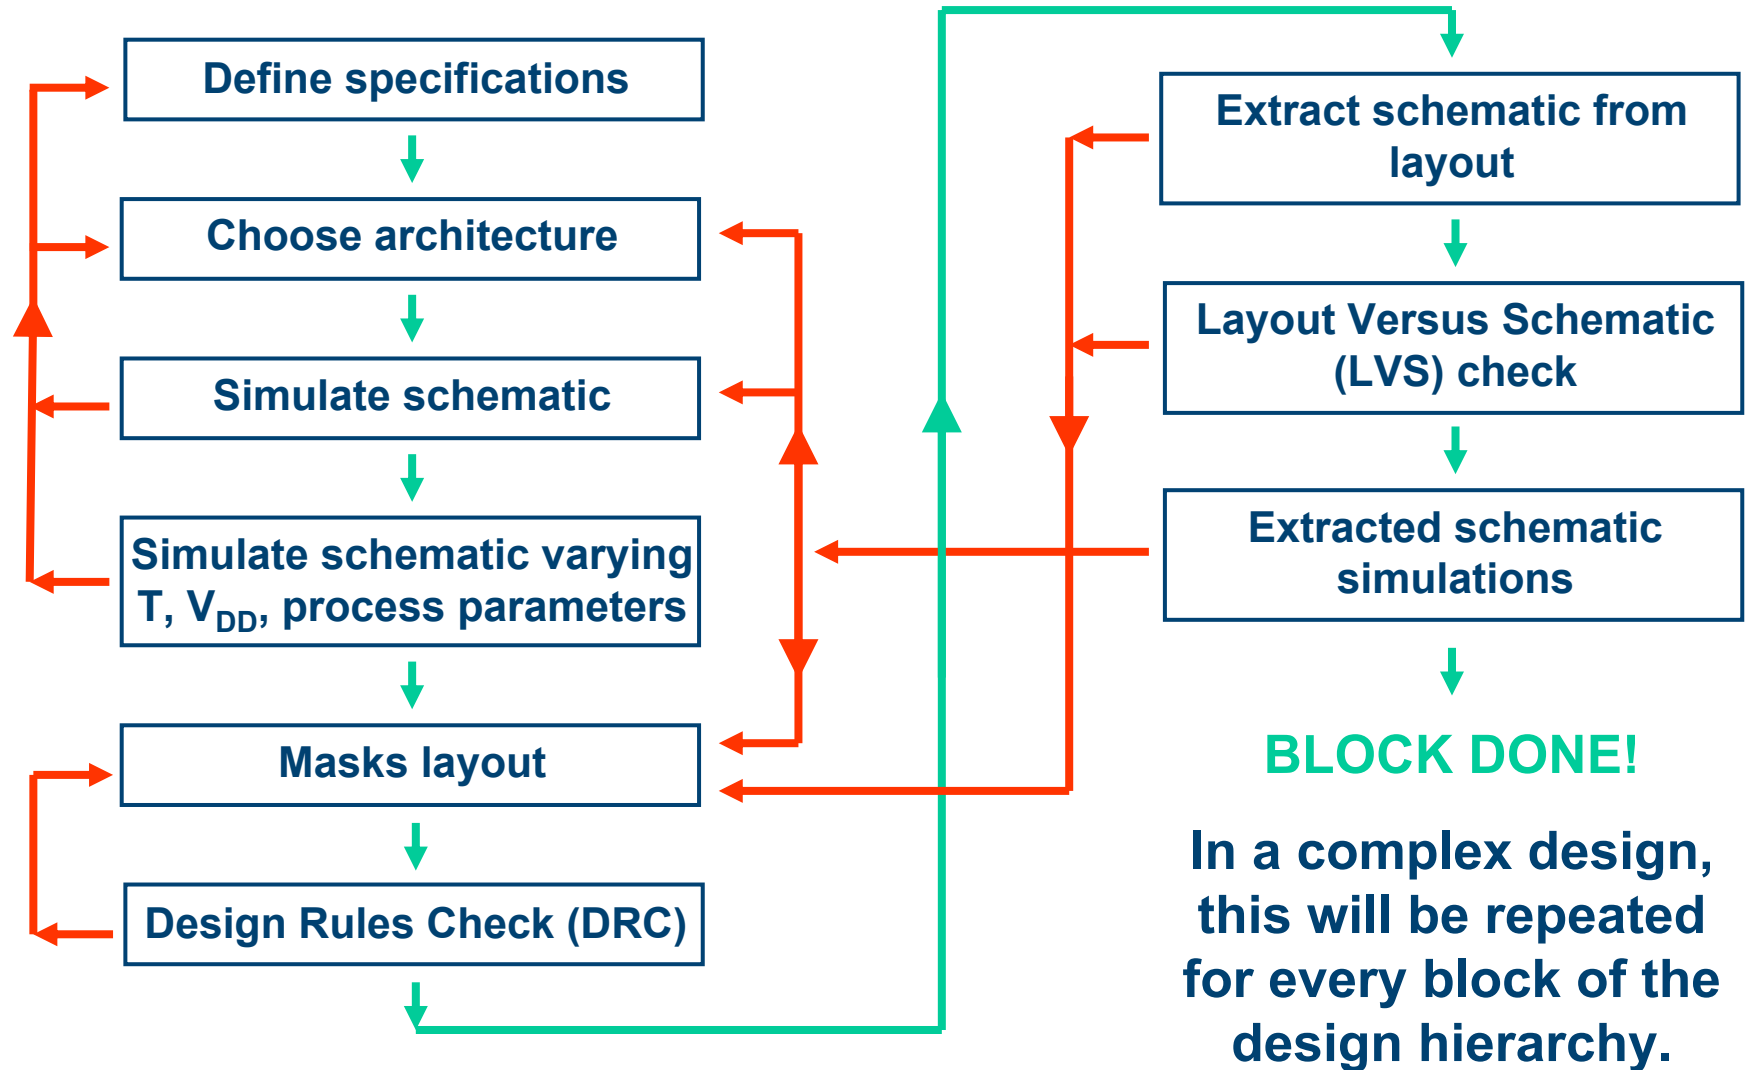 Define specifications
Choose architecture
Simulate schematic
Simulate schematic varying
T, V_DD, process parameters
Masks layout
Design Rules Check (DRC)
Extract schematic from
layout
Layout Versus Schematic
(LVS) check
Extracted schematic
simulations
BLOCK DONE!
In a complex design,
this will be repeated
for every block of the
design hierarchy.